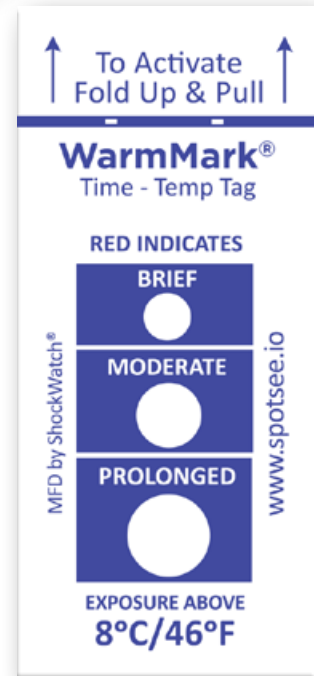 To Activate
Fold Up & Pull
WarmMark®
Time - Temp Tag
RED INDICATES
BRIEF
MODERATE
PROLONGED
MFD by ShockWatch®
www.spotsee.io
EXPOSURE ABOVE
8°C/46°F